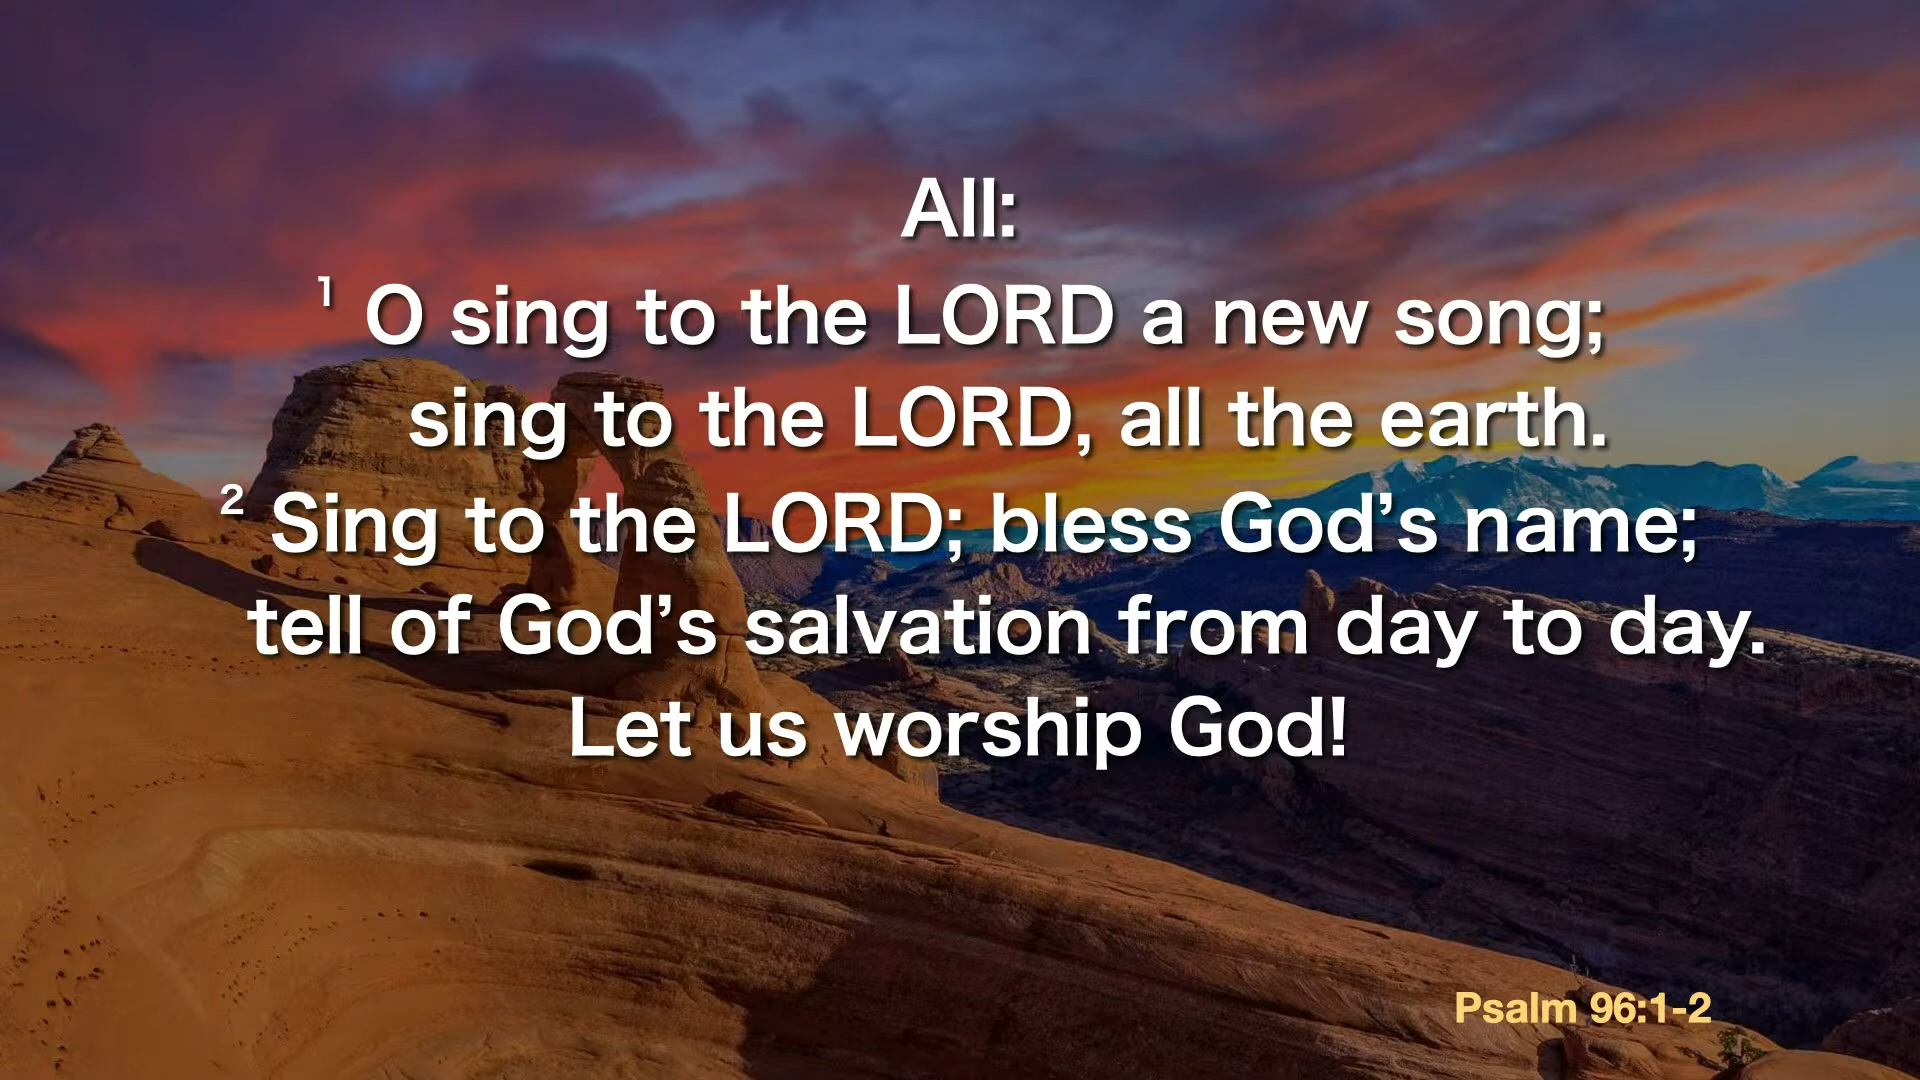 All:
1 O sing to the LORD a new song;
sing to the LORD, all the earth.
2 Sing to the LORD; bless God’s name;
tell of God’s salvation from day to day.
Let us worship God!
Psalm 96:1-2